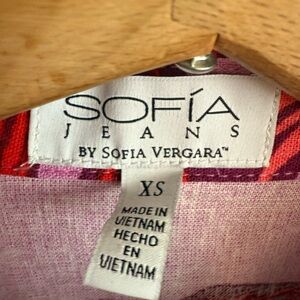 SOFÍA
JEANS
BY SOFIA VERGARA™
XS
MADE IN
VIETNAM
HECHO
EN
VIETNAM